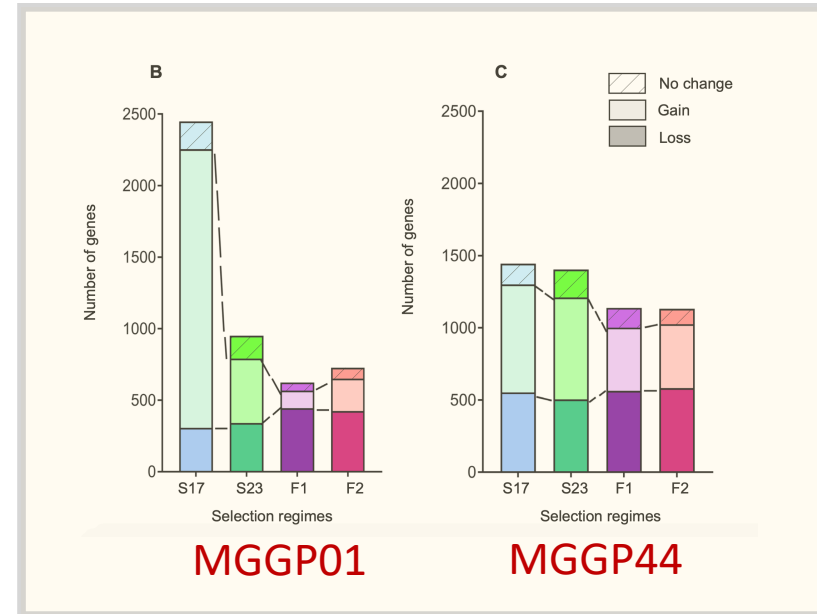 B
2500
2000
1500
1000
500
0
Number of genes
S17 S23 F1 F2
Selection regimes
MGGP01
C
No change
Gain
Loss
2500
2000
1500
1000
500
0
Number of genes
S17 S23 F1 F2
Selection regimes
MGGP44